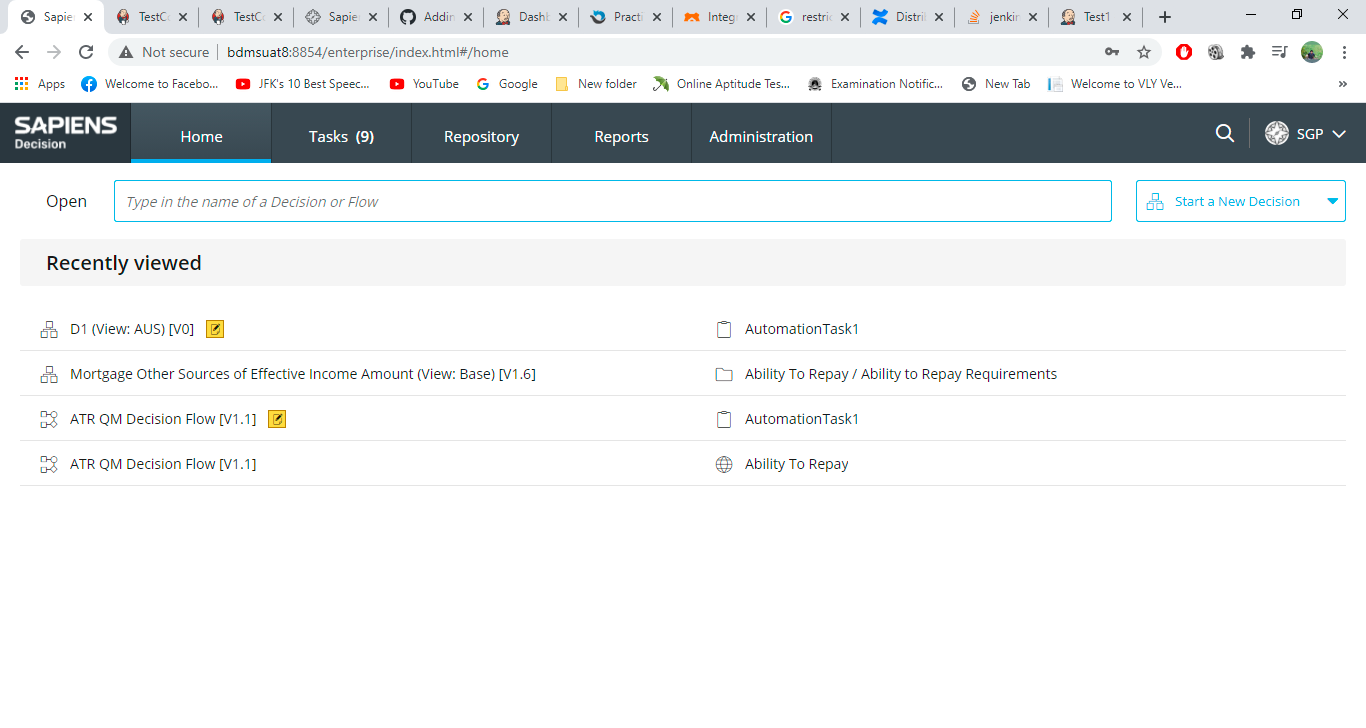 Sapie
TestCo
TestCo
Sapie
Addin
Dashb
Practi
Integr
restric
Distril
jenkin
Test1
Not secure
bdmsuat8:8854/enterprise/index.html#/home
Apps
Welcome to Facebo...
JFK's 10 Best Speec...
YouTube
Google
New folder
Online Aptitude Tes...
Examination Notific...
New Tab
Welcome to VLY Ve...
»
SAPIENS
Decision
Home
Tasks (9)
Repository
Reports
Administration
SGP
Open
Type in the name of a Decision or Flow
Start a New Decision
Recently viewed
D1 (View: AUS) [V0]
AutomationTask1
Mortgage Other Sources of Effective Income Amount (View: Base) [V1.6]
Ability To Repay / Ability to Repay Requirements
ATR QM Decision Flow [V1.1]
AutomationTask1
ATR QM Decision Flow [V1.1]
Ability To Repay